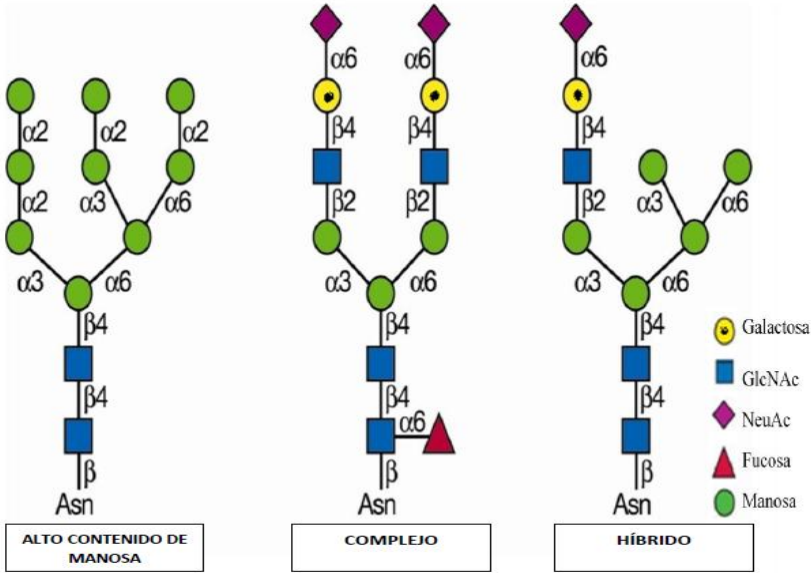 α6
α6
α6
α2
α2
α2
β4
β4
β4
α2
α3
α6
β2
β2
β2
α3
α6
α3
α6
α3
α6
α3
α6
β4
β4
β4
β4
β4
α6
β4
β
β
β
Asn
Asn
Asn
Galactosa
GlcNAc
NeuAc
Fucosa
Manosa
ALTO CONTENIDO DE
MANOSA
COMPLEJO
HÍBRIDO